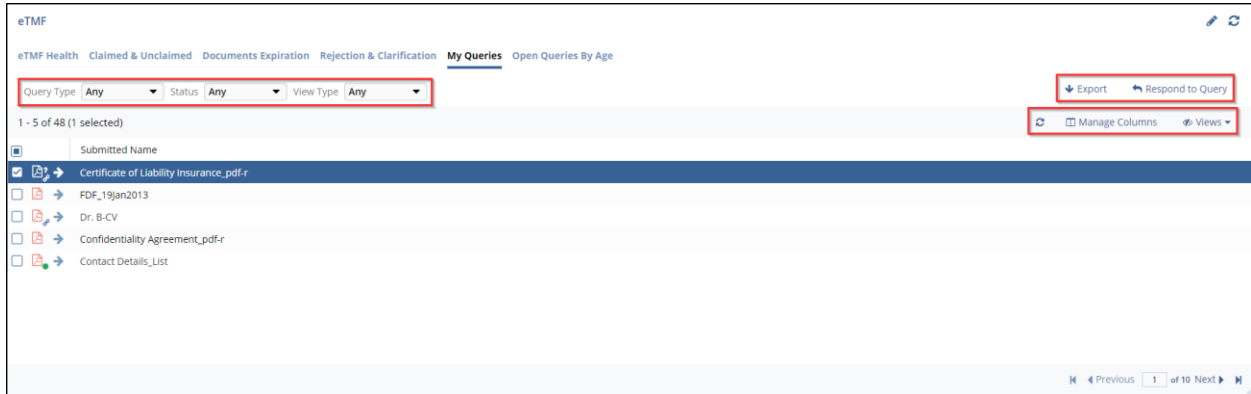 eTMF
eTMF Health Claimed & Unclaimed Documents Expiration Rejection & Clarification My Queries Open Queries By Age
Query Type Any Status Any View Type Any Export Respond to Query
1 - 5 of 48 (1 selected) Manage Columns Views
Submitted Name
Certificate of Liability Insurance_pdf-r
FDF_19Jan2013
Dr. B-CV
Confidentiality Agreement_pdf-r
Contact Details_List
Previous 1 of 10 Next